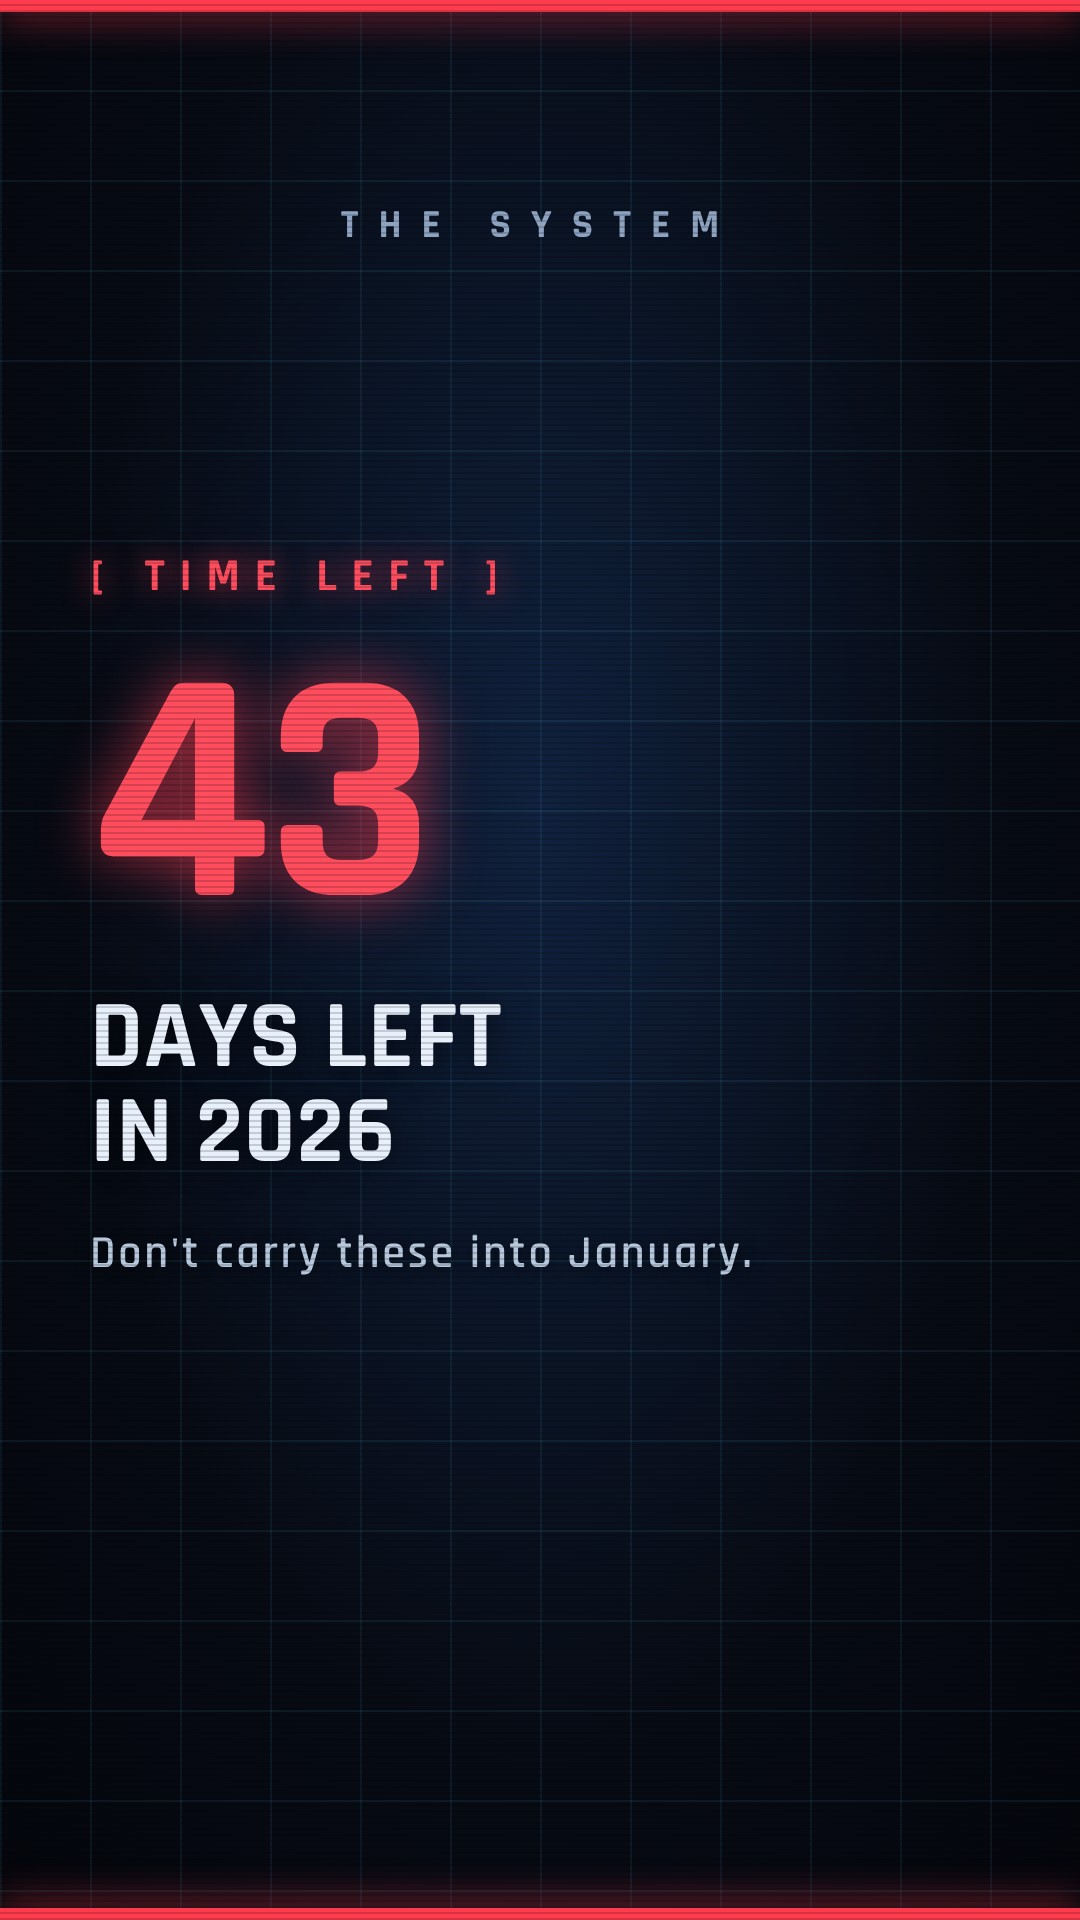 THE SYSTEM
[ TIME LEFT ]
43
DAYS LEFT
IN 2026
Don't carry these into January.